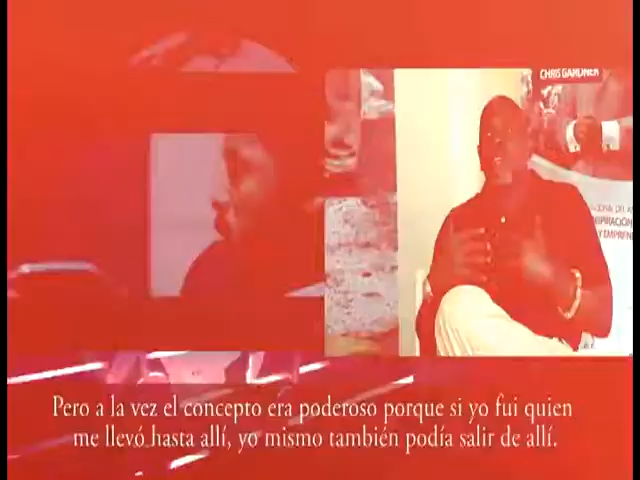 CHRIS GARDNER
Pero a la vez el concepto era poderoso porque si yo fui quien
me llevó hasta allí, yo mismo también podía salir de allí.